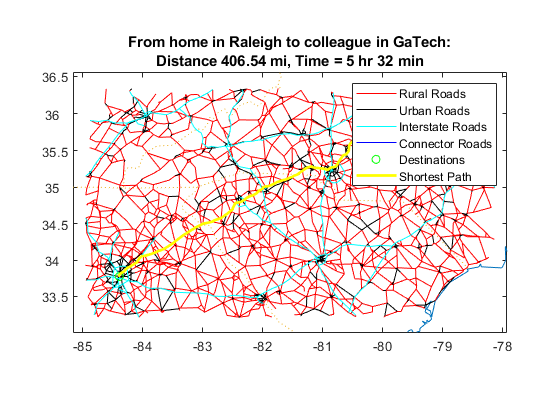 From home in Raleigh to colleague in GaTech:
Distance 406.54 mi, Time = 5 hr 32 min
36.5
36
35.5
35
34.5
34
33.5
Rural Roads
Urban Roads
Interstate Roads
Connector Roads
Destinations
Shortest Path
-85
-84
-83
-82
-81
-80
-79
-78